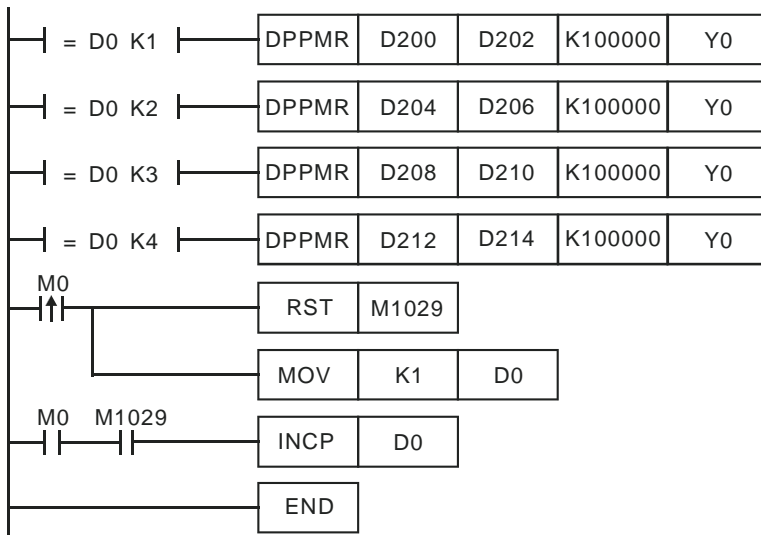 = D0 K1 DPPMR D200 D202 K100000 Y0
= D0 K2 DPPMR D204 D206 K100000 Y0
= D0 K3 DPPMR D208 D210 K100000 Y0
= D0 K4 DPPMR D212 D214 K100000 Y0
M0
RST M1029
MOV K1 D0
M0 M1029
INCP D0
END